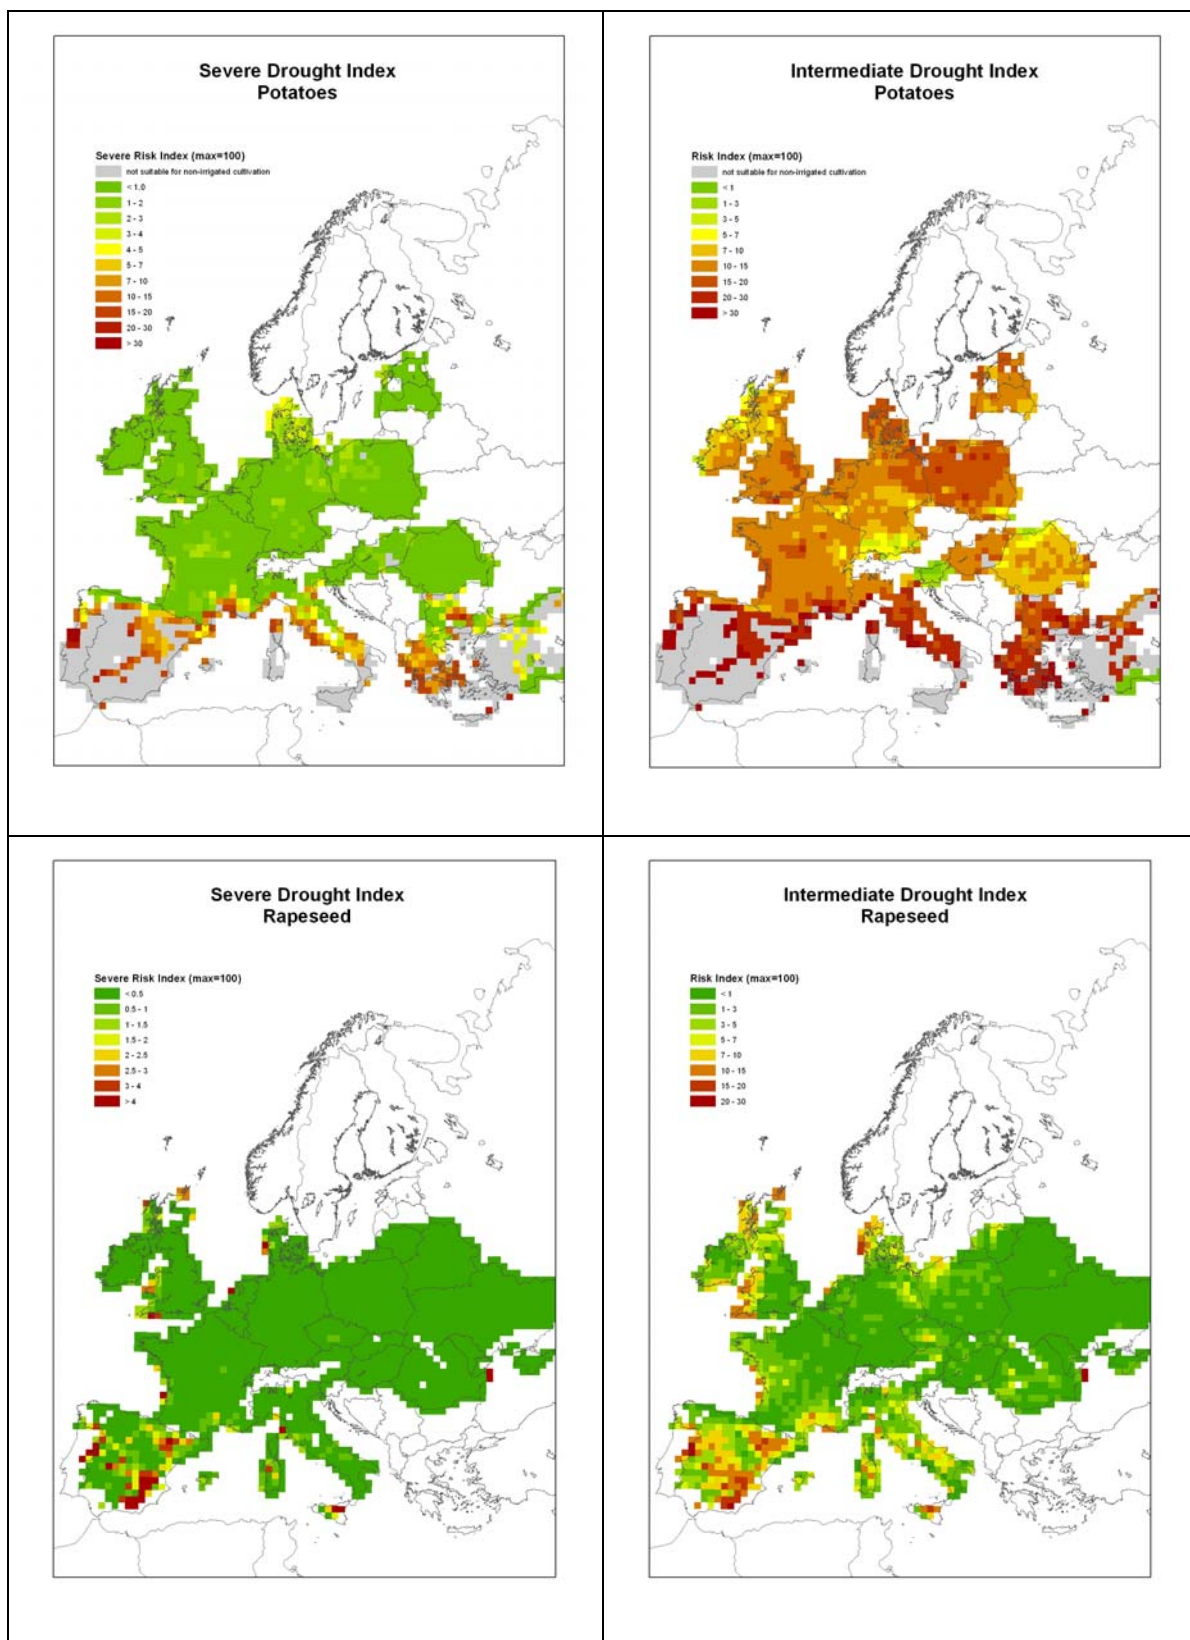 Severe Drought Index
Potatoes
Severe Risk Index (max=100)
not suitable for non-irrigated cultivation
< 1.0
1 - 2
2 - 3
3 - 4
4 - 5
5 - 7
7 - 10
10 - 15
15 - 20
20 - 30
> 30
Intermediate Drought Index
Potatoes
Risk Index (max=100)
not suitable for non-irrigated cultivation
< 1
1 - 3
3 - 5
5 - 7
7 - 10
10 - 15
15 - 20
20 - 30
> 30
Severe Drought Index
Rapeseed
Severe Risk Index (max=100)
< 0.5
0.5 - 1
1 - 1.5
1.5 - 2
2 - 2.5
2.5 - 3
3 - 4
> 4
Intermediate Drought Index
Rapeseed
Risk Index (max=100)
< 1
1 - 3
3 - 5
5 - 7
7 - 10
10 - 15
15 - 20
20 - 30